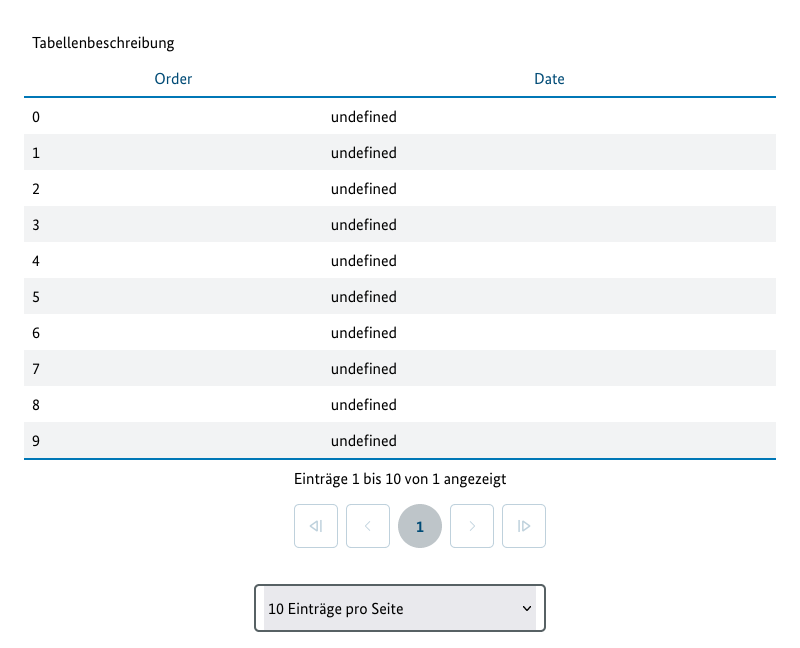 Tabellenbeschreibung
Order Date
0 undefined
1 undefined
2 undefined
3 undefined
4 undefined
5 undefined
6 undefined
7 undefined
8 undefined
9 undefined
Einträge 1 bis 10 von 1 angezeigt
1
10 Einträge pro Seite